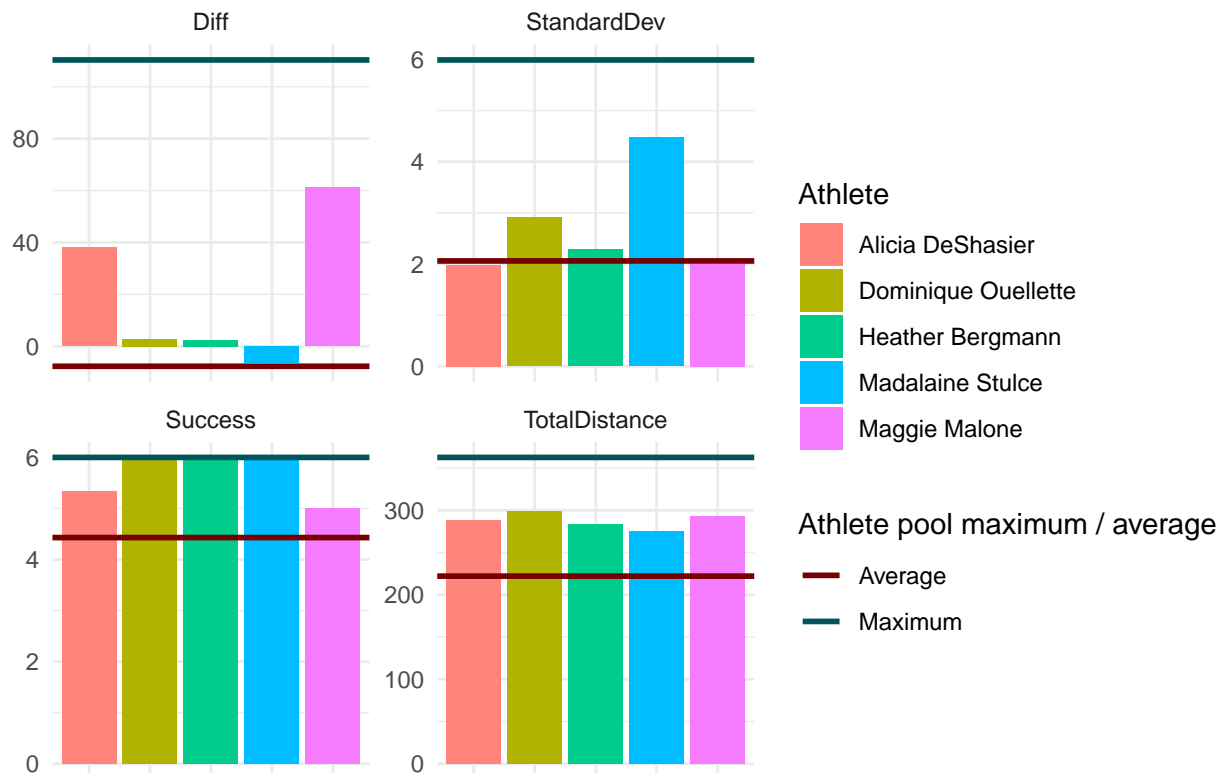 Diff
StandardDev
80
40
0
6
4
2
0
Success
TotalDistance
6
4
2
0
300
200
100
0
Athlete
Alicia DeShasier
Dominique Ouellette
Heather Bergmann
Madalaine Stulce
Maggie Malone
Athlete pool maximum / average
Average
Maximum